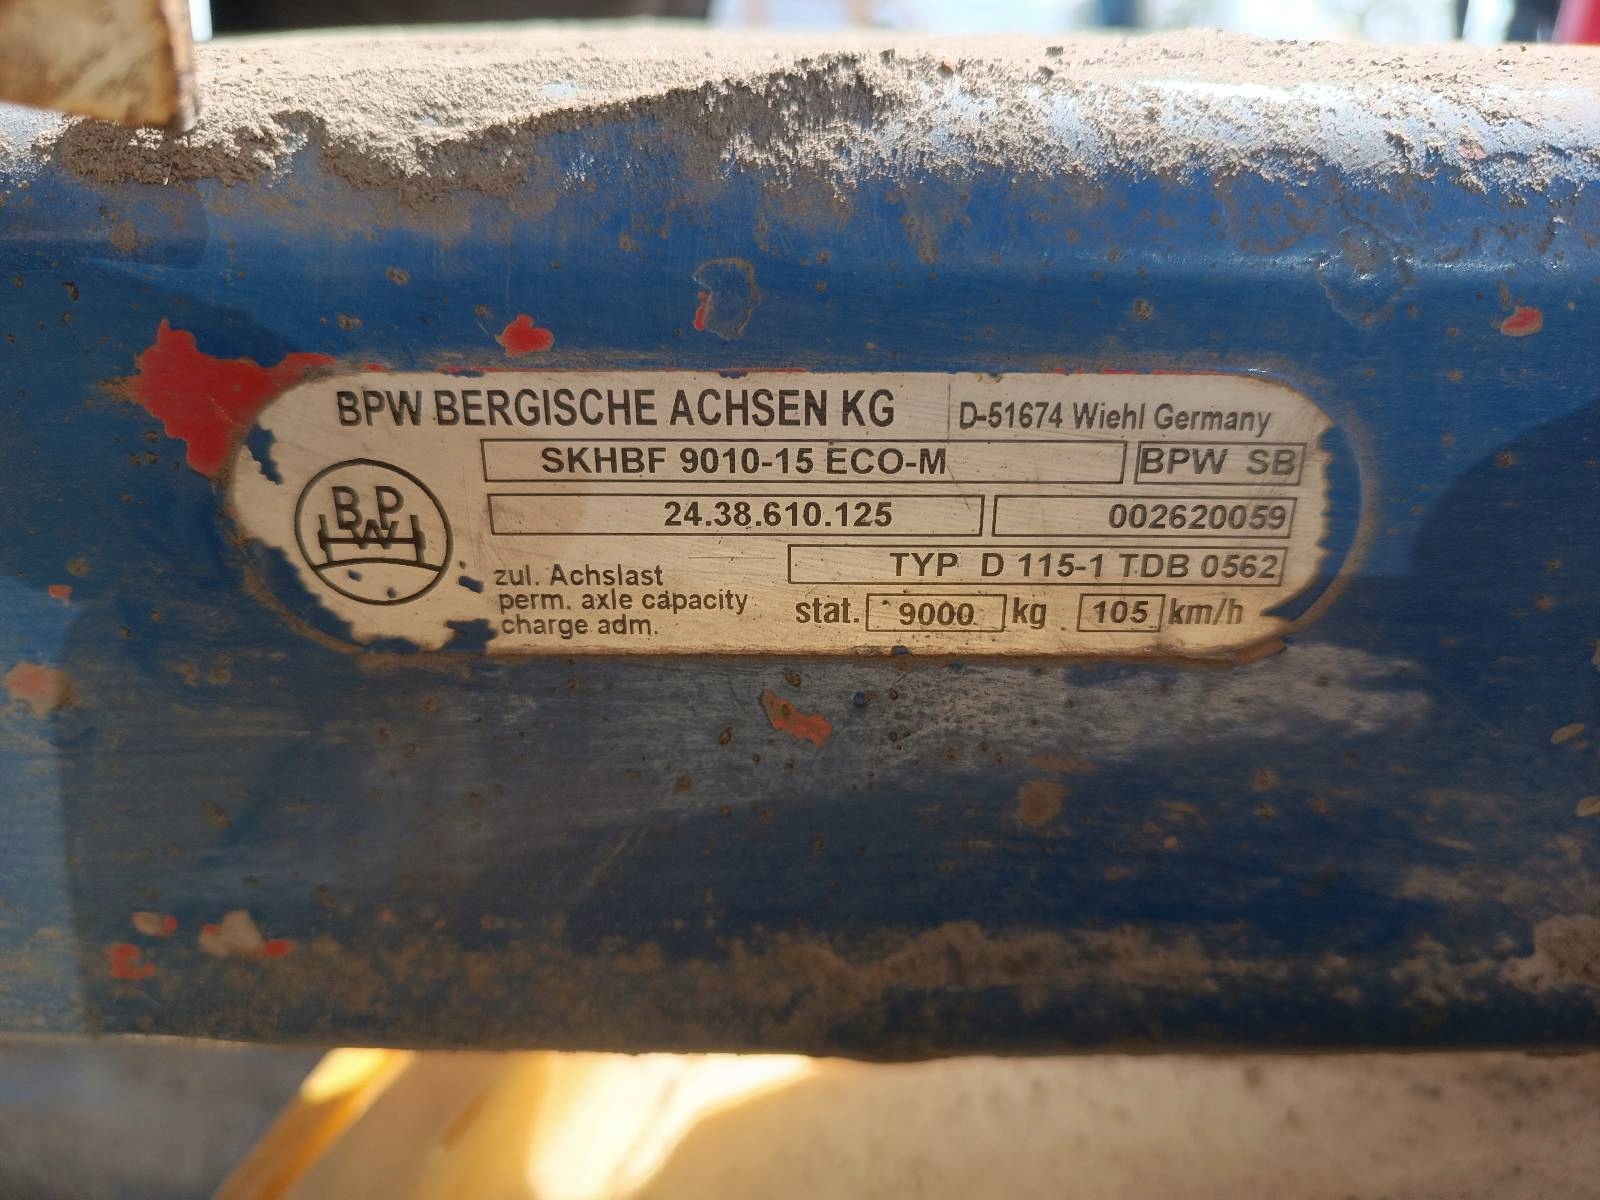 BPW BERGISCHE ACHSEN KG D-51674 Wiehl Germany
SKHBF 9010-15 ECO-M BPW SB
24.38.610.125 002620059
BPW
TYP D 115-1 TDB 0562
zul. Achslast
perm. axle capacity stat. 9000 kg 105 km/h
charge adm.